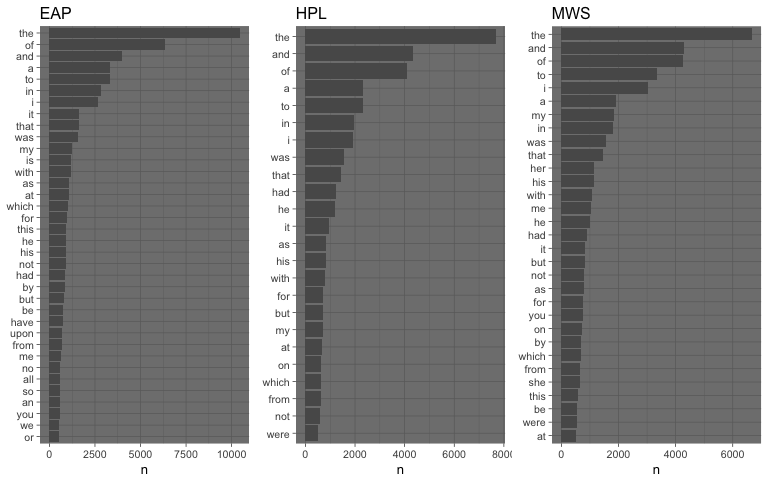 EAP
the
of
and
a
to
in
i
it
that
was
my
is
with
as
at
which
for
this
he
his
not
had
by
but
be
have
upon
from
me
no
all
so
an
you
we
or
0 2500 5000 7500 10000
n
HPL
the
and
of
a
to
in
i
was
that
had
he
it
as
his
with
for
but
my
at
on
which
from
not
were
0 2000 4000 6000 8000
n
MWS
the
and
of
to
i
a
my
in
was
that
her
his
with
me
he
had
it
but
not
as
for
you
on
by
which
from
she
this
be
were
at
0 2000 4000 6000
n